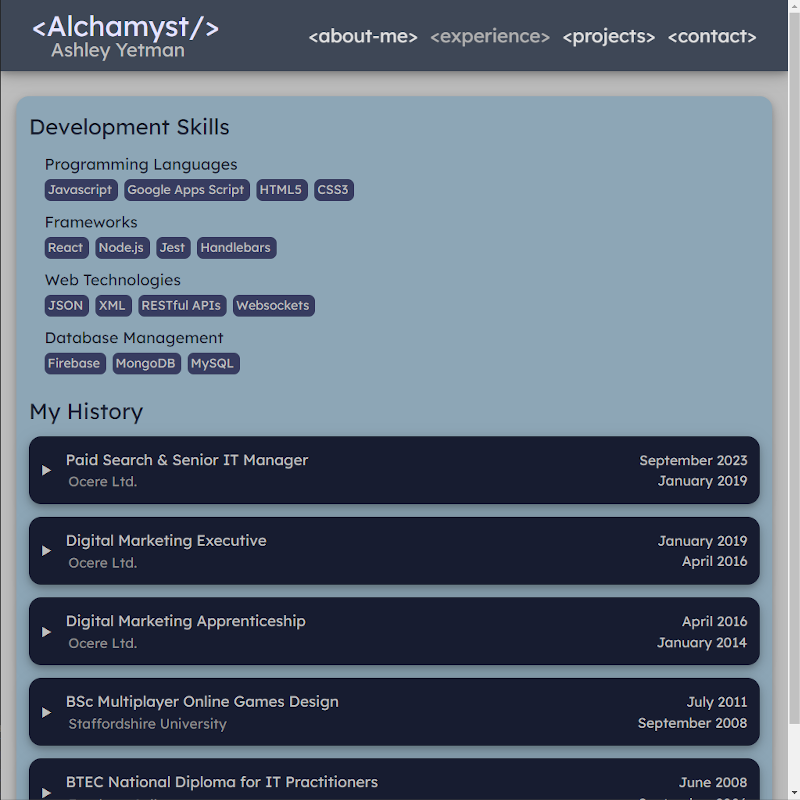 <Alchamyst/>
Ashley Yetman
<about-me> <experience> <projects> <contact>
Development Skills
Programming Languages
Javascript Google Apps Script HTML5 CSS3
Frameworks
React Node.js Jest Handlebars
Web Technologies
JSON XML RESTful APIs Websockets
Database Management
Firebase MongoDB MySQL
My History
Paid Search & Senior IT Manager
September 2023
Ocere Ltd.
January 2019
Digital Marketing Executive
January 2019
Ocere Ltd.
April 2016
Digital Marketing Apprenticeship
April 2016
Ocere Ltd.
January 2014
BSc Multiplayer Online Games Design
July 2011
Staffordshire University
September 2008
BTEC National Diploma for IT Practitioners
June 2008